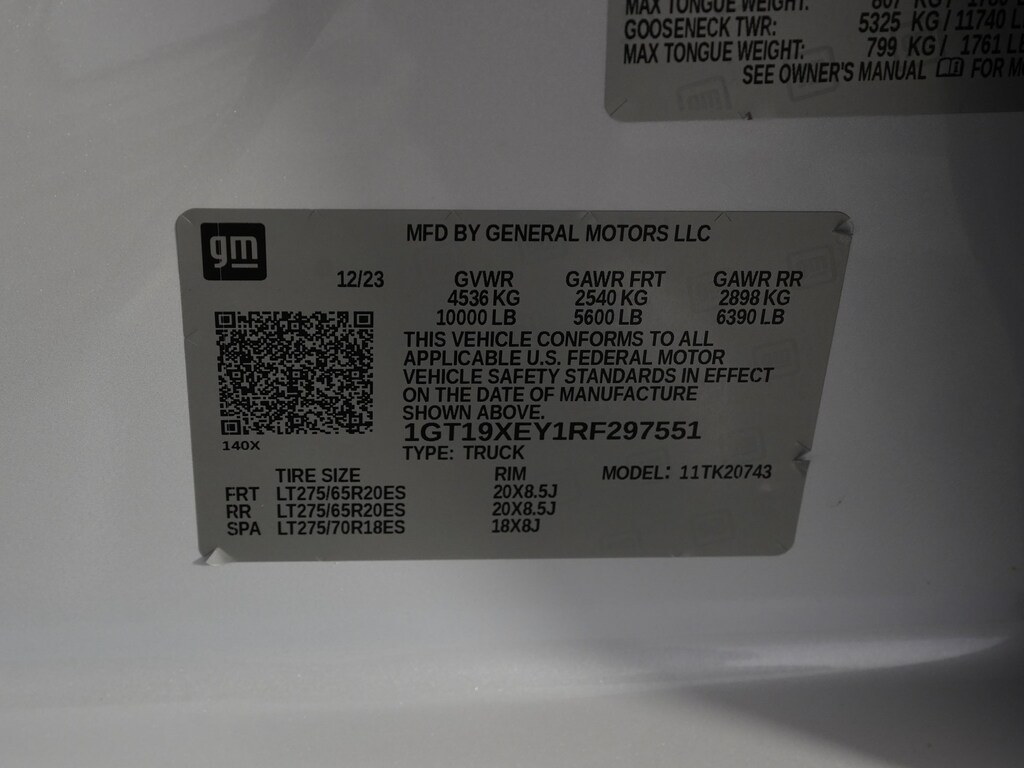 MAX TONGUE WEIGHT:
GOOSENECK TWR: 5325 KG/11740
MAX TONGUE WEIGHT: 799 KG/ 1761
SEE OWNER'S MANUAL FOR
gm
MFD BY GENERAL MOTORS LLC
12/23 GVWR GAWR FRT GAWR RR
4536 KG 2540 KG 2898 KG
10000 LB 5600 LB 6390 LB
THIS VEHICLE CONFORMS TO ALL
APPLICABLE U.S. FEDERAL MOTOR
VEHICLE SAFETY STANDARDS IN EFFECT
ON THE DATE OF MANUFACTURE
SHOWN ABOVE.
140X
1GT19XEY1RF297551
TYPE: TRUCK
TIRE SIZE RIM MODEL: 11TK20743
FRT LT275/65R20ES 20X8.5J
RR LT275/65R20ES 20X8.5J
SPA LT275/70R18ES 18X8J